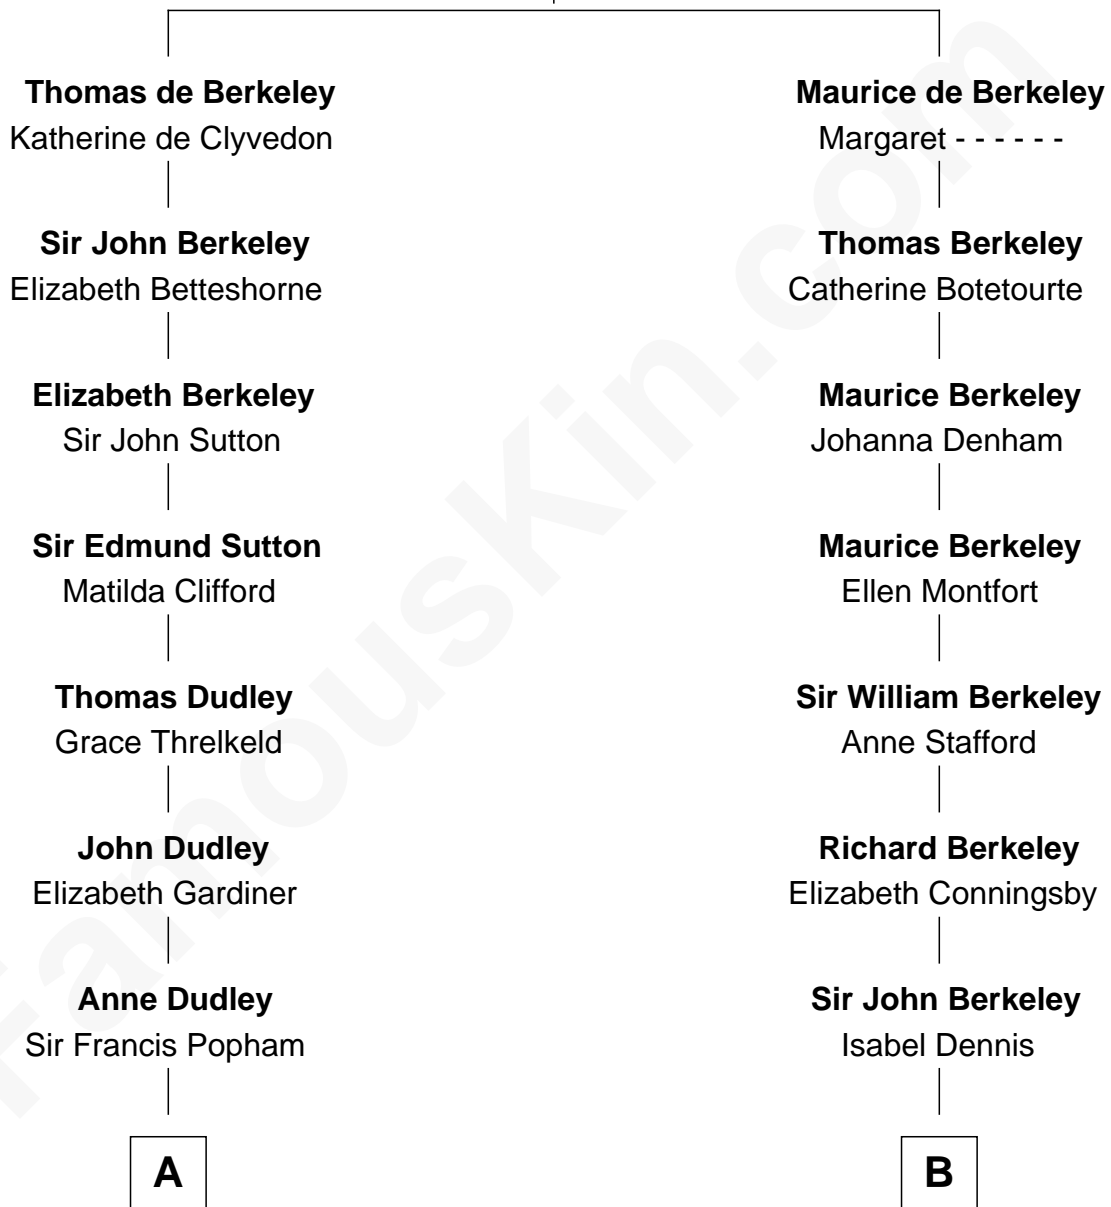 Thomas de Berkeley
Katherine de Clyvedon
Sir John Berkeley
Elizabeth Betteshorne
Elizabeth Berkeley
Sir John Sutton
Sir Edmund Sutton
Matilda Clifford
Thomas Dudley
Grace Threlkeld
John Dudley
Elizabeth Gardiner
Anne Dudley
Sir Francis Popham
A
Maurice de Berkeley
Margaret - - - - - -
Thomas Berkeley
Catherine Botetourte
Maurice Berkeley
Johanna Denham
Maurice Berkeley
Ellen Montfort
Sir William Berkeley
Anne Stafford
Richard Berkeley
Elizabeth Conningsby
Sir John Berkeley
Isabel Dennis
B
FamousKin.com